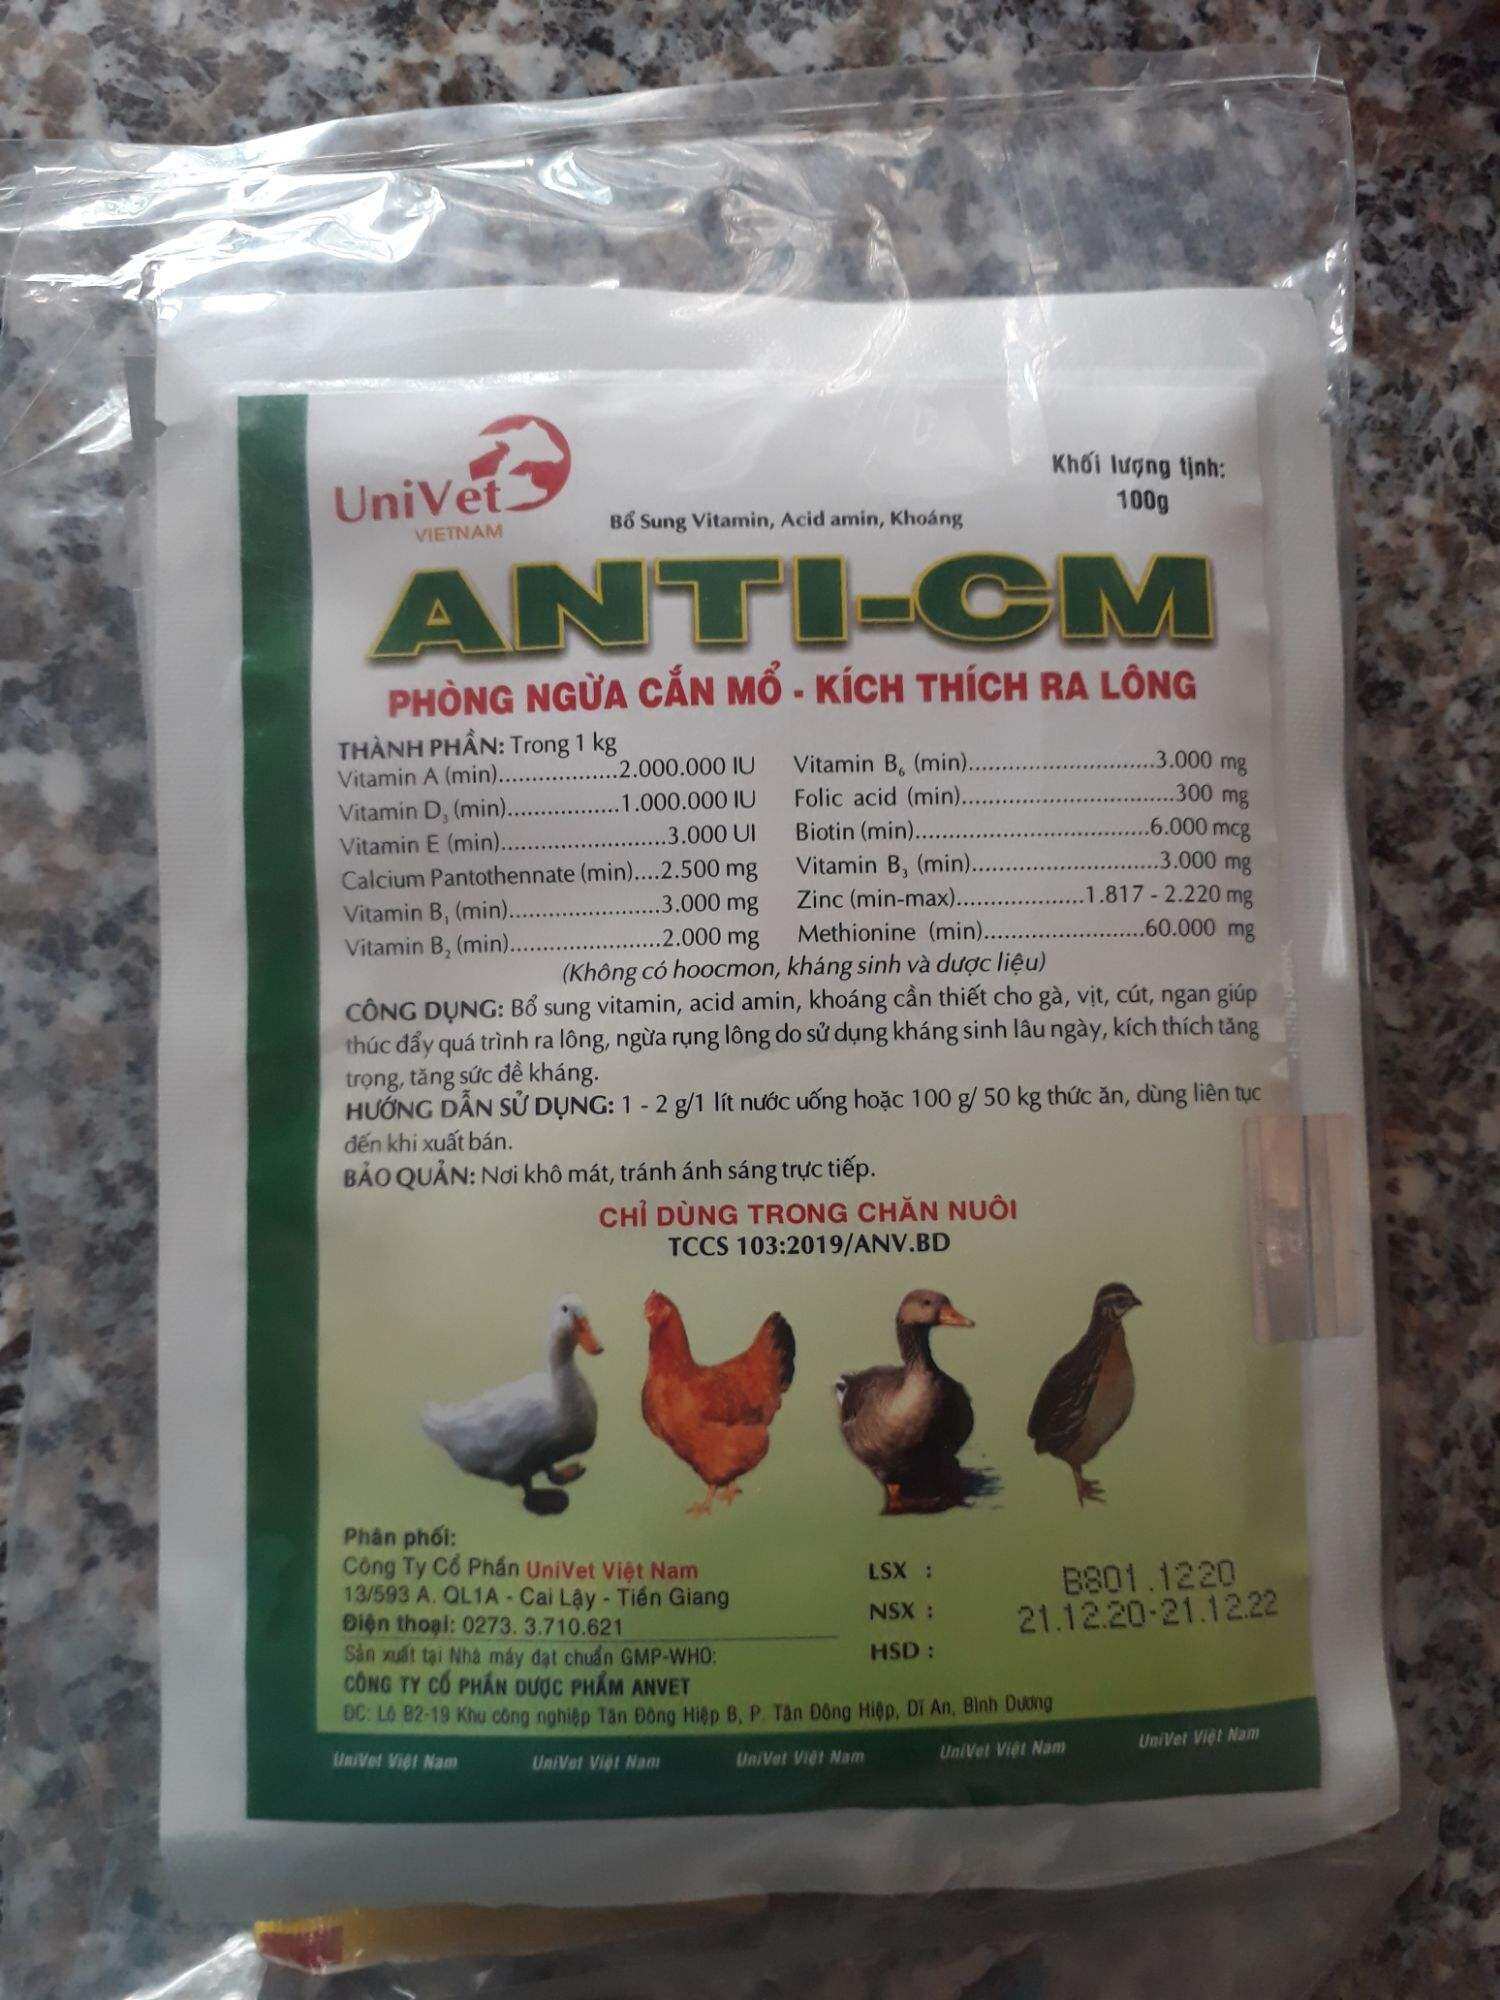 UniVet
VIETNAM
Khối lượng tịnh:
100g
Bổ Sung Vitamin, Acid amin, Khoáng
ANTI-CM
PHÒNG NGỪA CẮN MỔ - KÍCH THÍCH RA LÔNG
THÀNH PHẦN: Trong 1 kg
Vitamin A (min)..................2.000.000 IU
Vitamin D₃ (min).................1.000.000 IU
Vitamin E (min).........................3.000 UI
Calcium Pantothennate (min)....2.500 mg
Vitamin B₁ (min).......................3.000 mg
Vitamin B₂ (min).......................2.000 mg
Vitamin B₆ (min)............................3.000 mg
Folic acid (min)................................300 mg
Biotin (min)...................................6.000 mcg
Vitamin B₃ (min)............................3.000 mg
Zinc (min-max)...................1.817 - 2.220 mg
Methionine (min)........................60.000 mg
(Không có hoocmon, kháng sinh và dược liệu)
CÔNG DỤNG: Bổ sung vitamin, acid amin, khoáng cần thiết cho gà, vịt, cút, ngan giúp
thúc đẩy quá trình ra lông, ngừa rụng lông do sử dụng kháng sinh lâu ngày, kích thích tăng
trọng, tăng sức đề kháng.
HƯỚNG DẪN SỬ DỤNG: 1 - 2 g/1 lít nước uống hoặc 100 g/ 50 kg thức ăn, dùng liên tục
đến khi xuất bán.
BẢO QUẢN: Nơi khô mát, tránh ánh sáng trực tiếp.
CHỈ DÙNG TRONG CHĂN NUÔI
TCCS 103:2019/ANV.BD
Phân phối:
Công Ty Cổ Phần UniVet Việt Nam
13/593 A. QL1A - Cai Lậy - Tiền Giang
Điện thoại: 0273. 3.710.621
Sản xuất tại Nhà máy đạt chuẩn GMP-WHO:
CÔNG TY CỔ PHẦN DƯỢC PHẨM ANVET
ĐC: Lô B2-19 Khu công nghiệp Tân Đông Hiệp B, P. Tân Đông Hiệp, Dĩ An, Bình Dương
LSX : B801.1220
NSX : 21.12.20-21.12.22
HSD :
UniVet Việt Nam UniVet Việt Nam UniVet Việt Nam UniVet Việt Nam UniVet Việt Nam